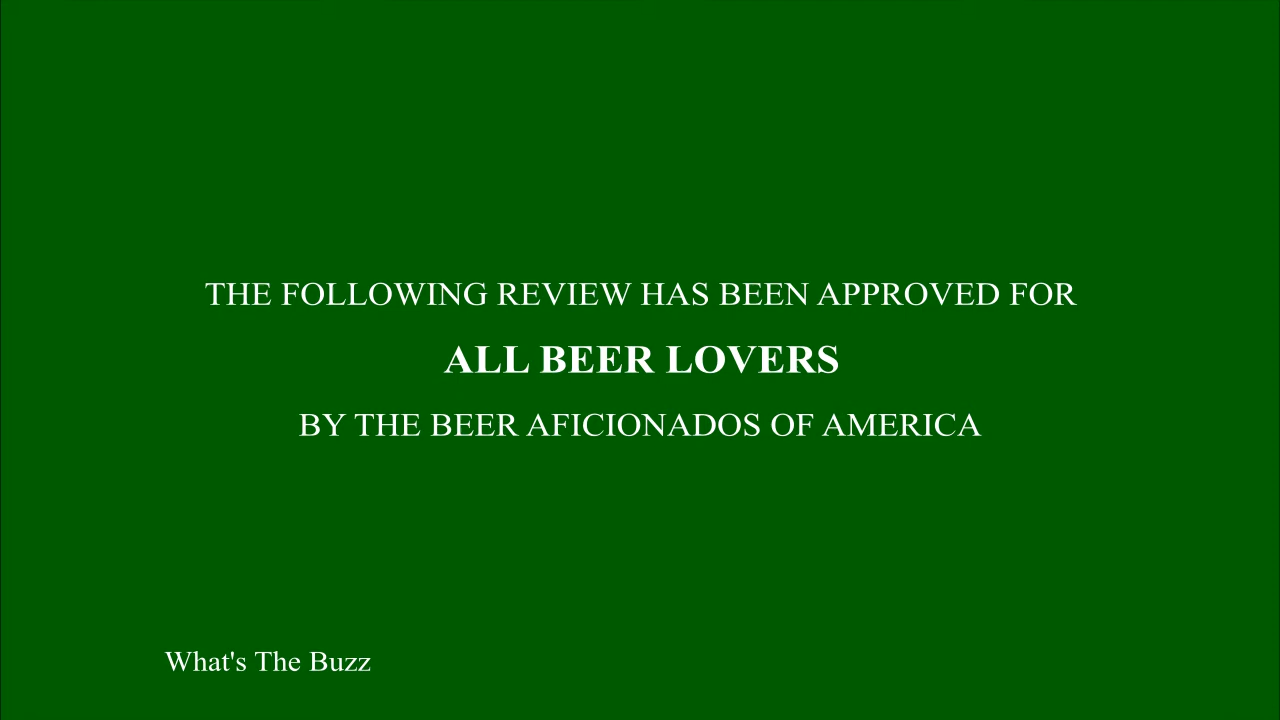 THE FOLLOWING REVIEW HAS BEEN APPROVED FOR
ALL BEER LOVERS
BY THE BEER AFICIONADOS OF AMERICA
What's The Buzz